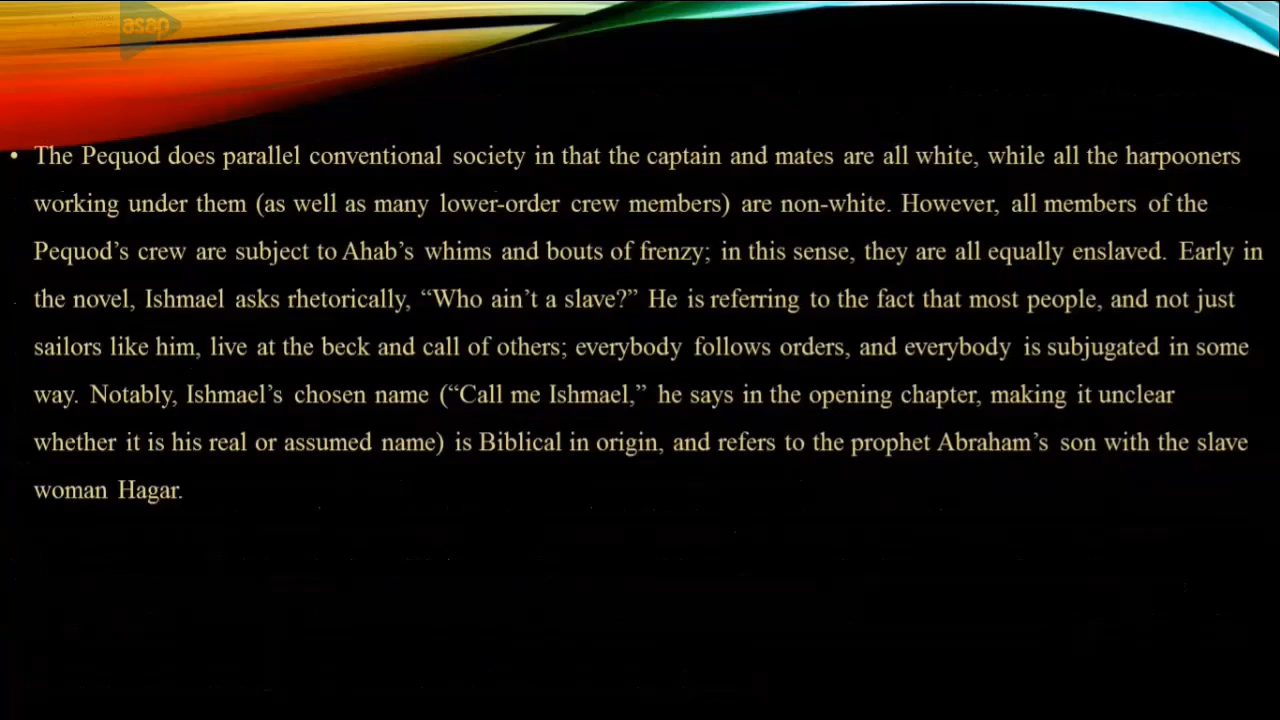 asap
• The Pequod does parallel conventional society in that the captain and mates are all white, while all the harpooners
working under them (as well as many lower-order crew members) are non-white. However, all members of the
Pequod’s crew are subject to Ahab’s whims and bouts of frenzy; in this sense, they are all equally enslaved. Early in
the novel, Ishmael asks rhetorically, “Who ain’t a slave?” He is referring to the fact that most people, and not just
sailors like him, live at the beck and call of others; everybody follows orders, and everybody is subjugated in some
way. Notably, Ishmael’s chosen name (“Call me Ishmael,” he says in the opening chapter, making it unclear
whether it is his real or assumed name) is Biblical in origin, and refers to the prophet Abraham’s son with the slave
woman Hagar.